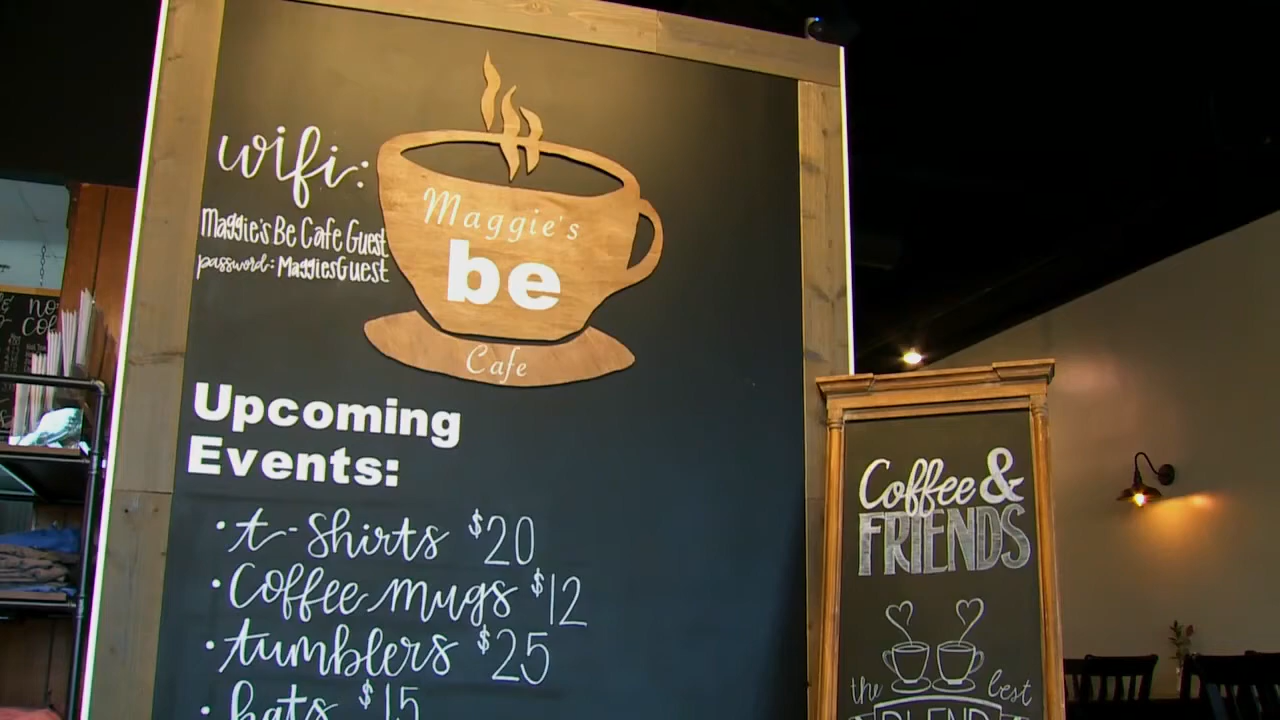 wifi:
Maggie's Be Cafe Guest
password: MaggiesGuest
Maggie's
be
Cafe
Upcoming
Events:
• t-shirts $20
• Coffee mugs $12
• tumblers $25
• hats $15
Coffee &
FRIENDS
the best
BLEND